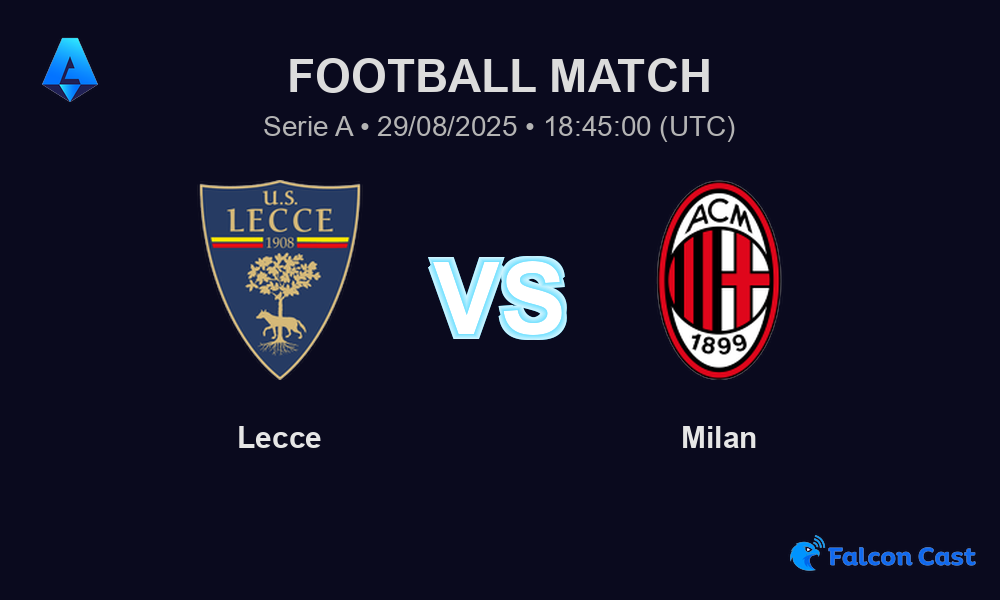 FOOTBALL MATCH
Serie A • 29/08/2025 • 18:45:00 (UTC)
U.S.
LECCE
1908
VS
ACM
1899
Lecce
Milan
Falcon Cast